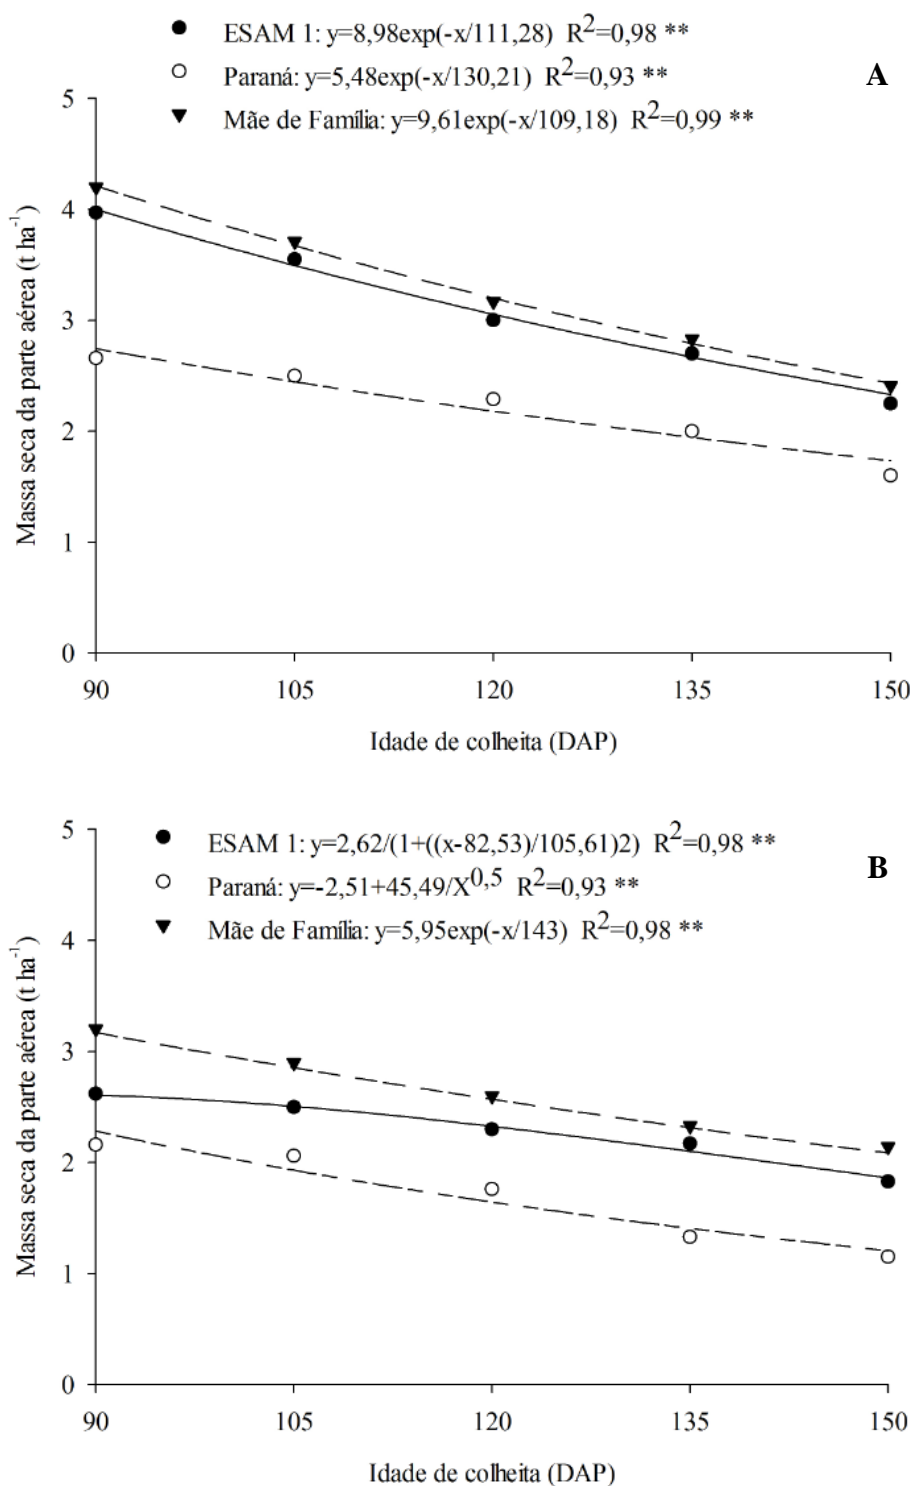 ESAM 1: y=8,98exp(-x/111,28) R2=0,98 **
Paraná: y=5,48exp(-x/130,21) R2=0,93 **
Mãe de Família: y=9,61exp(-x/109,18) R2=0,99 **
A
5
4
3
2
1
0
Massa seca da parte aérea (t ha-1)
90 105 120 135 150
Idade de colheita (DAP)
ESAM 1: y=2,62/(1+((x-82,53)/105,61)2) R2=0,98 **
Paraná: y=-2,51+45,49/X0,5 R2=0,93 **
Mãe de Família: y=5,95exp(-x/143) R2=0,98 **
B
5
4
3
2
1
0
Massa seca da parte aérea (t ha-1)
90 105 120 135 150
Idade de colheita (DAP)